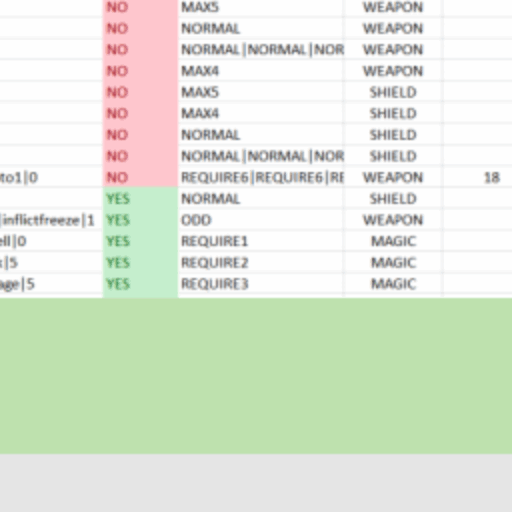 NO MAX5 WEAPON
NO NORMAL WEAPON
NO NORMAL|NORMAL|NOR WEAPON
NO MAX4 WEAPON
NO MAX5 SHIELD
NO MAX4 SHIELD
NO NORMAL SHIELD
NO NORMAL|NORMAL|NOR SHIELD
to1|0 NO REQUIRE6|REQUIRE6|RE WEAPON 18
YES NORMAL SHIELD
|inflictfreeze|1 YES ODD WEAPON
ell|0 YES REQUIRE1 MAGIC
|5 YES REQUIRE2 MAGIC
age|5 YES REQUIRE3 MAGIC